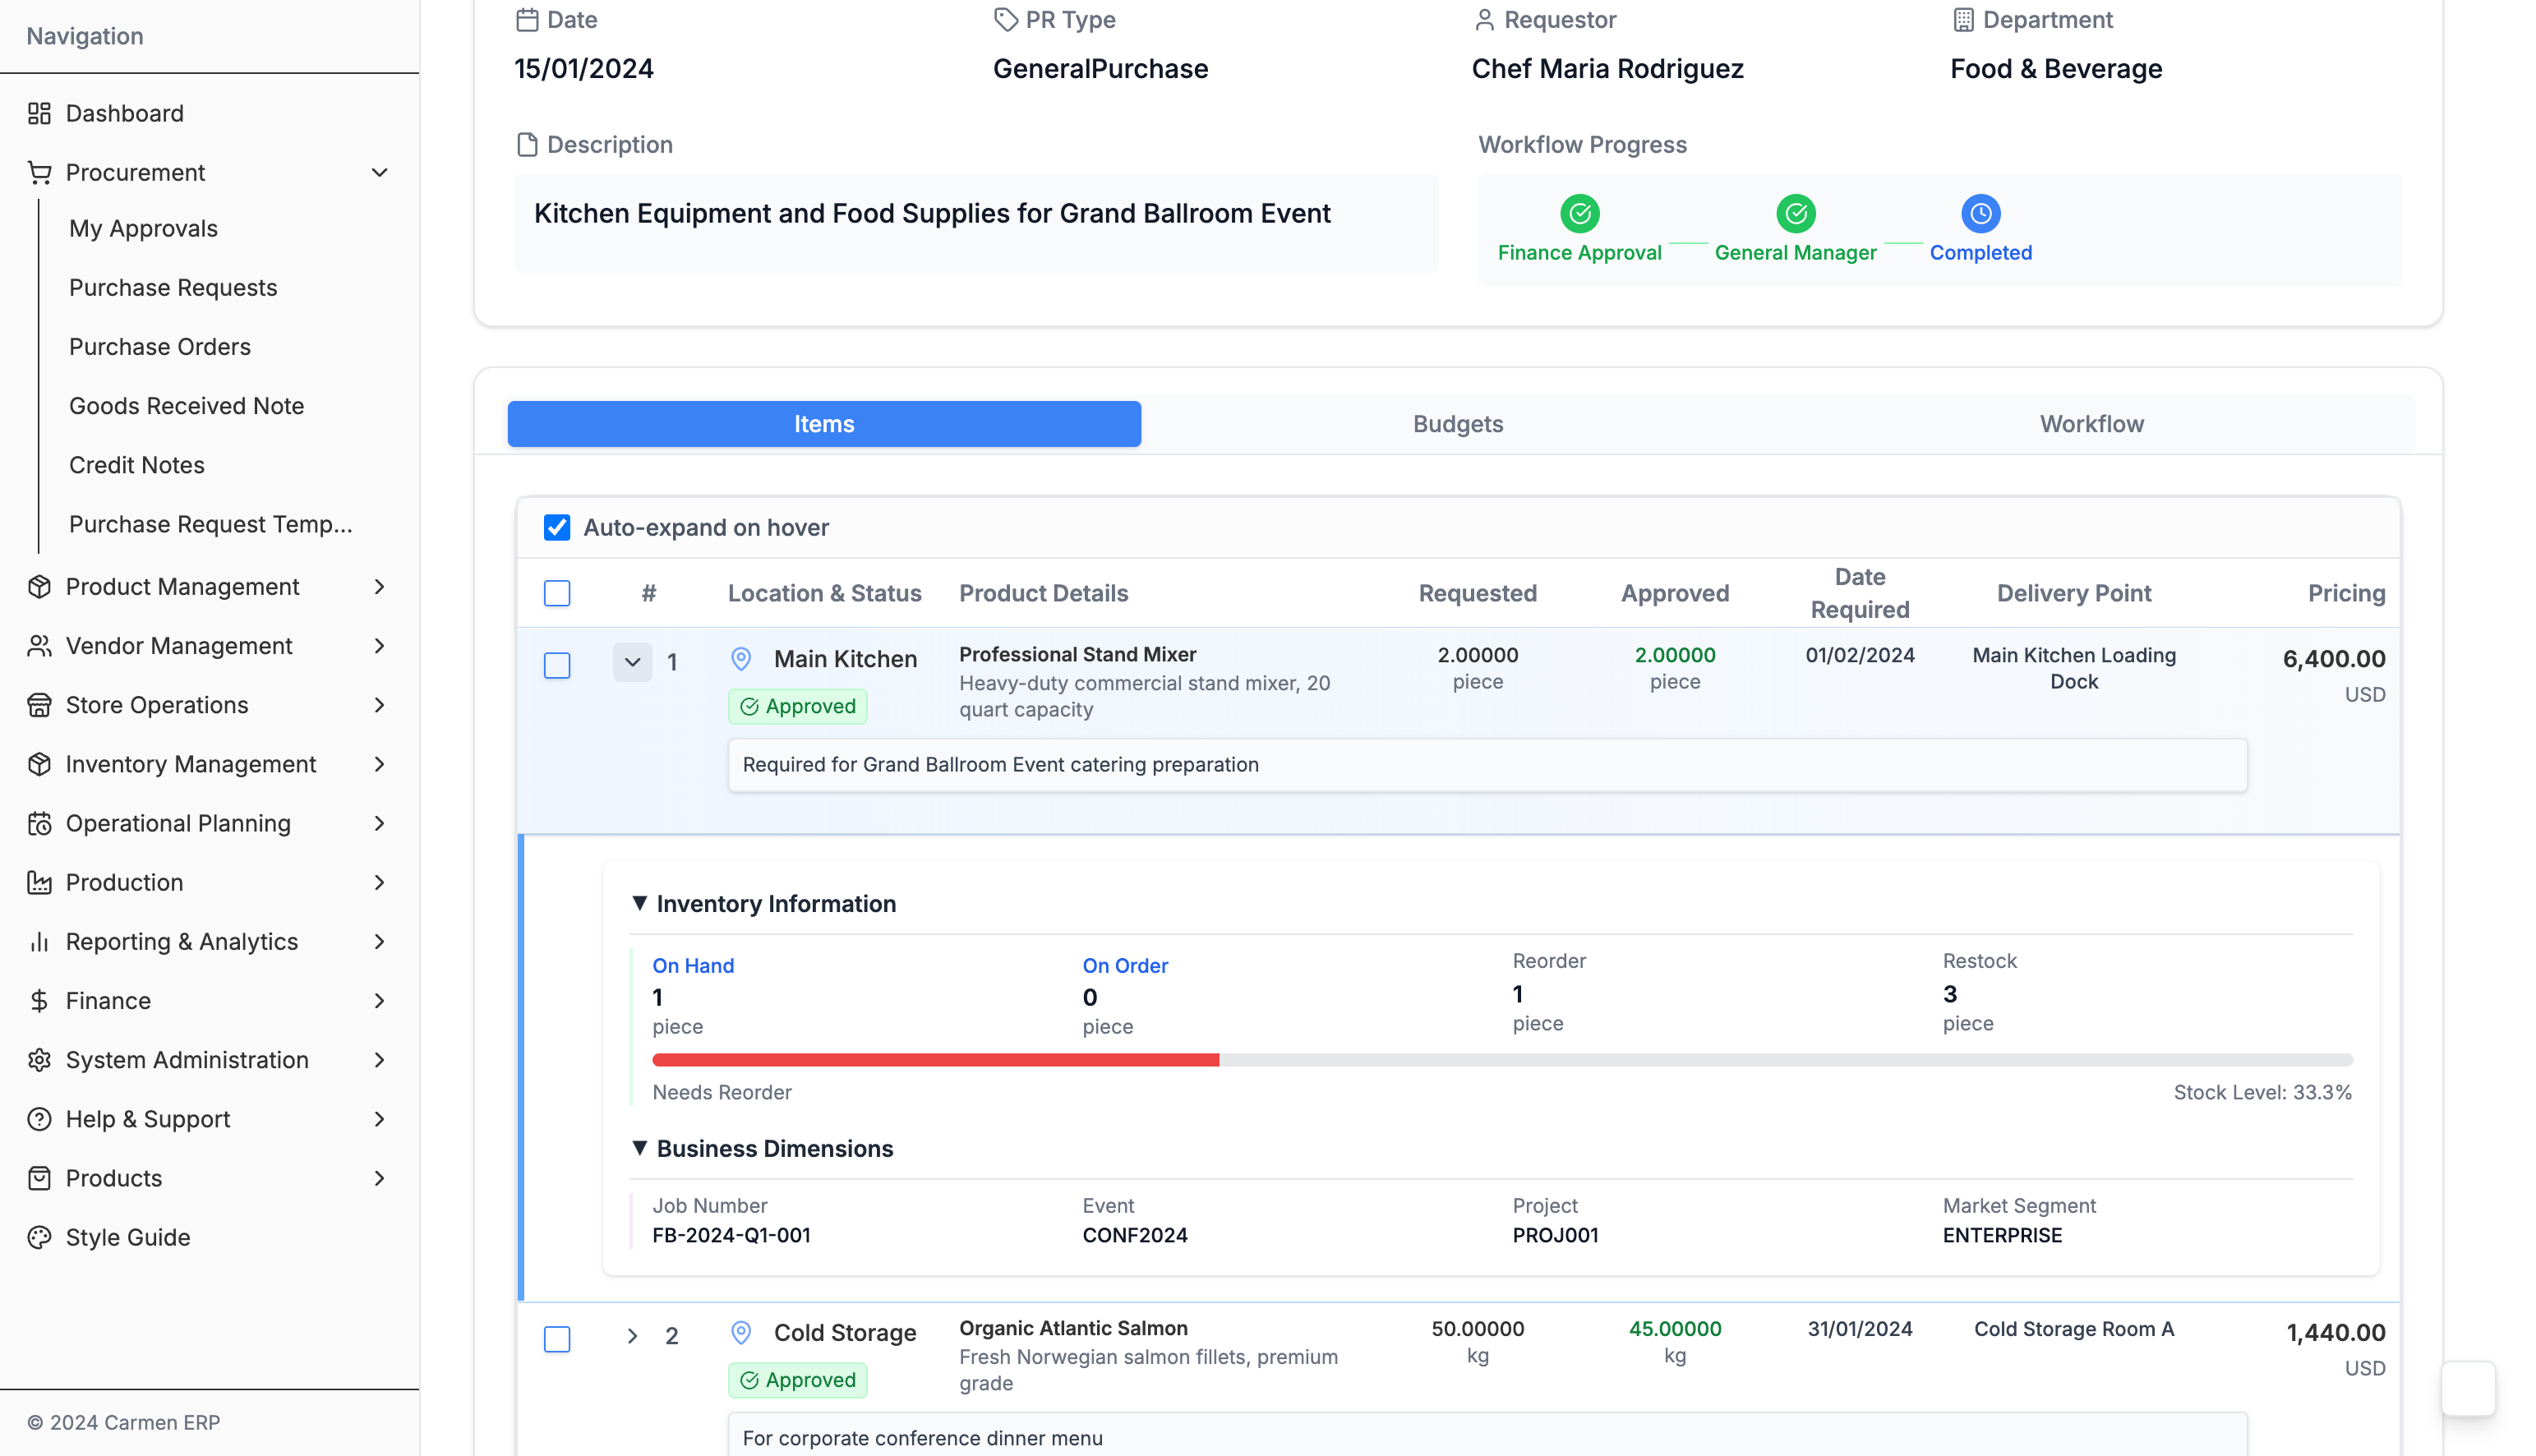 Navigation
Dashboard
Procurement
My Approvals
Purchase Requests
Purchase Orders
Goods Received Note
Credit Notes
Purchase Request Temp...
Product Management
Vendor Management
Store Operations
Inventory Management
Operational Planning
Production
Reporting & Analytics
Finance
System Administration
Help & Support
Products
Style Guide
© 2024 Carmen ERP
Date
PR Type
Requestor
Department
15/01/2024
GeneralPurchase
Chef Maria Rodriguez
Food & Beverage
Description
Workflow Progress
Kitchen Equipment and Food Supplies for Grand Ballroom Event
Finance Approval
General Manager
Completed
Items
Budgets
Workflow
Auto-expand on hover
#
Location & Status
Product Details
Requested
Approved
Date
Required
Delivery Point
Pricing
1
Main Kitchen
Approved
Professional Stand Mixer
Heavy-duty commercial stand mixer, 20
quart capacity
2.00000
piece
2.00000
piece
01/02/2024
Main Kitchen Loading
Dock
6,400.00
USD
Required for Grand Ballroom Event catering preparation
Inventory Information
On Hand
1
piece
On Order
0
piece
Reorder
1
piece
Restock
3
piece
Needs Reorder
Stock Level: 33.3%
Business Dimensions
Job Number
FB-2024-Q1-001
Event
CONF2024
Project
PROJ001
Market Segment
ENTERPRISE
2
Cold Storage
Approved
Organic Atlantic Salmon
Fresh Norwegian salmon fillets, premium
grade
50.00000
kg
45.00000
kg
31/01/2024
Cold Storage Room A
1,440.00
USD
For corporate conference dinner menu